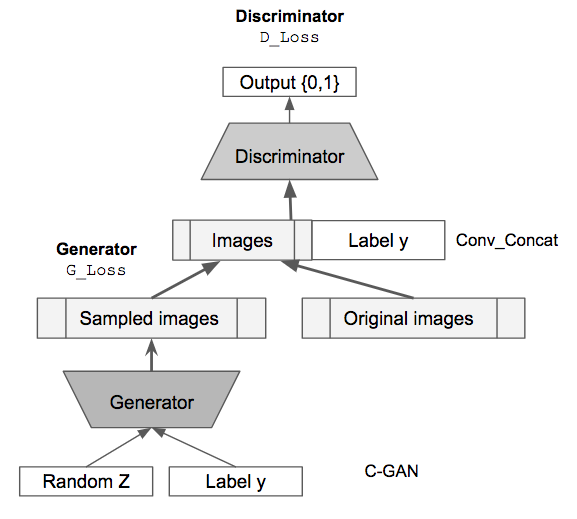 Discriminator
D_Loss
Output {0,1}
Discriminator
Images
Label y
Conv_Concat
Generator
G_Loss
Sampled images
Original images
Generator
Random Z
Label y
C-GAN